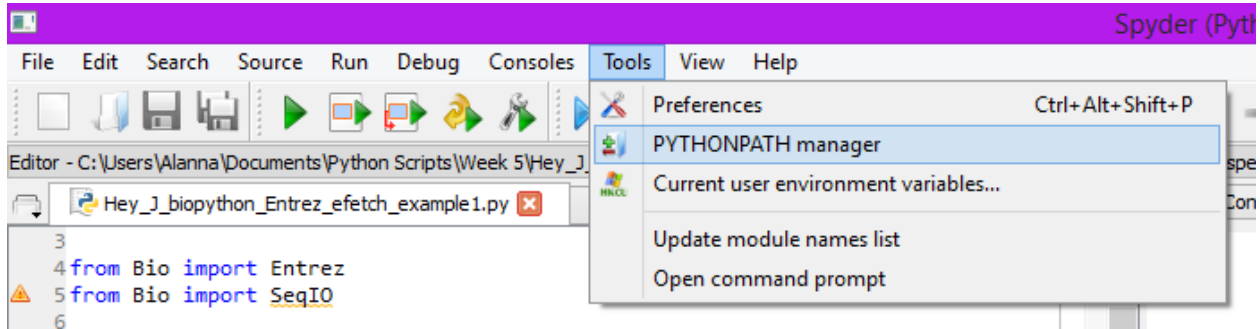 Spyder (Pyth
File Edit Search Source Run Debug Consoles Tools View Help
Preferences Ctrl+Alt+Shift+P
PYTHONPATH manager
Editor - C:\Users\Alanna\Documents\Python Scripts\Week 5\Hey_J_
HKCU
Current user environment variables...
Hey_J_biopython_Entrez_efetch_example1.py
Update module names list
Open command prompt
3
4 from Bio import Entrez
5 from Bio import SeqIO
6